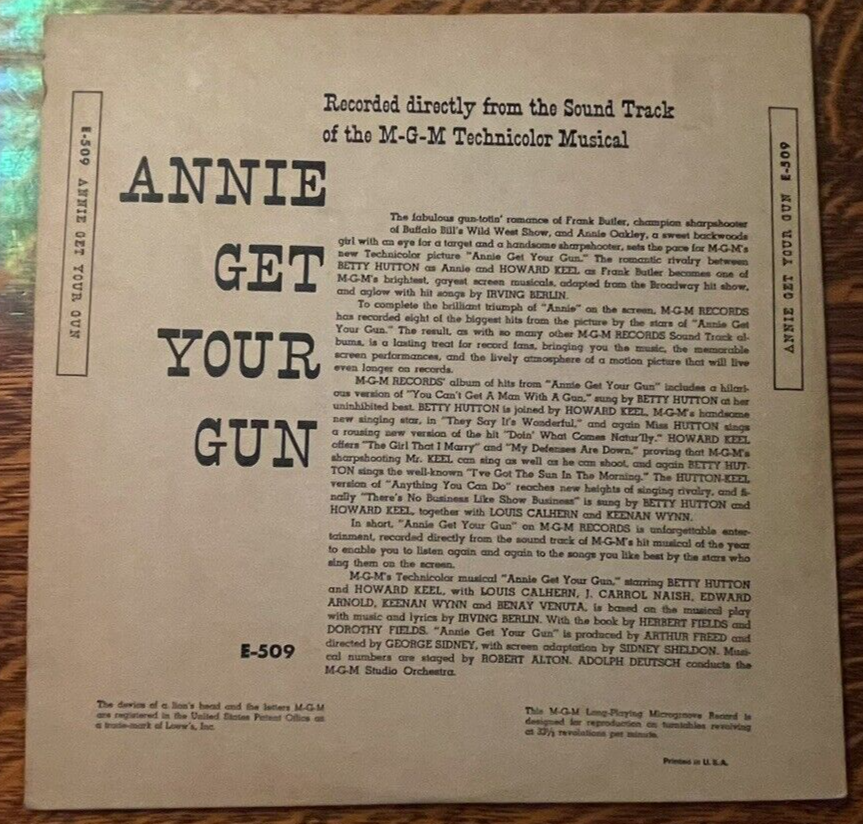 Recorded directly from the Sound Track
of the M-G-M Technicolor Musical
ANNIE
GET
YOUR
GUN
E-509 ANNIE GET YOUR GUN
ANNIE GET YOUR GUN E-509
The fabulous gun-totin' romance of Frank Butler, champion sharpshooter
of Buffalo Bill's Wild West Show, and Annie Oakley, a sweet backwoods
girl with an eye for a target and a handsome sharpshooter, sets the pace for M-G-M's
new Technicolor picture "Annie Get Your Gun." The romantic rivalry between
BETTY HUTTON as Annie and HOWARD KEEL as Frank Butler becomes one of
M-G-M's brightest, gayest screen musicals, adapted from the Broadway hit show,
and aglow with hit songs by IRVING BERLIN.
To complete the brilliant triumph of "Annie" on the screen, M-G-M RECORDS
has recorded eight of the biggest hits from the picture by the stars of "Annie Get
Your Gun." The result, as with so many other M-G-M RECORDS Sound Track al-
bums, is a lasting treat for record fans, bringing you the music, the memorable
screen performances, and the lively atmosphere of a motion picture that will live
even longer on records.
M-G-M RECORDS' album of hits from "Annie Get Your Gun" includes a hilari-
ous version of "You Can't Get A Man With A Gun," sung by BETTY HUTTON at her
uninhibited best. BETTY HUTTON is joined by HOWARD KEEL, M-G-M's handsome
new singing star, in "They Say It's Wonderful," and again Miss HUTTON sings
a rousing new version of the hit "Doin' What Comes Natur'lly." HOWARD KEEL
offers "The Girl That I Marry" and "My Defenses Are Down," proving that M-G-M's
sharpshooting Mr. KEEL can sing as well as he can shoot, and again BETTY HUT-
TON sings the well-known "I've Got The Sun In The Morning." The HUTTON-KEEL
version of "Anything You Can Do" reaches new heights of singing rivalry, and fi-
nally "There's No Business Like Show Business" is sung by BETTY HUTTON and
HOWARD KEEL, together with LOUIS CALHERN and KEENAN WYNN.
In short, "Annie Get Your Gun" on M-G-M RECORDS is unforgettable enter-
tainment, recorded directly from the sound track of M-G-M's hit musical of the year
to enable you to listen again and again to the songs you like best by the stars who
sing them on the screen.
M-G-M's Technicolor musical "Annie Get Your Gun," starring BETTY HUTTON
and HOWARD KEEL, with LOUIS CALHERN, J. CARROL NAISH, EDWARD
ARNOLD, KEENAN WYNN and BENAY VENUTA, is based on the musical play
with music and lyrics by IRVING BERLIN. With the book by HERBERT FIELDS and
DOROTHY FIELDS. "Annie Get Your Gun" is produced by ARTHUR FREED and
directed by GEORGE SIDNEY, with screen adaptation by SIDNEY SHELDON. Musi-
cal numbers are staged by ROBERT ALTON. ADOLPH DEUTSCH conducts the
M-G-M Studio Orchestra.
E-509
The device of a lion's head and the letters M-G-M
are registered in the United States Patent Office as
a trade-mark of Loew's, Inc.
This M-G-M Long-Playing Microgroove Record is
designed for reproduction on turntables revolving
at 33⅓ revolutions per minute.
Printed in U. S. A.